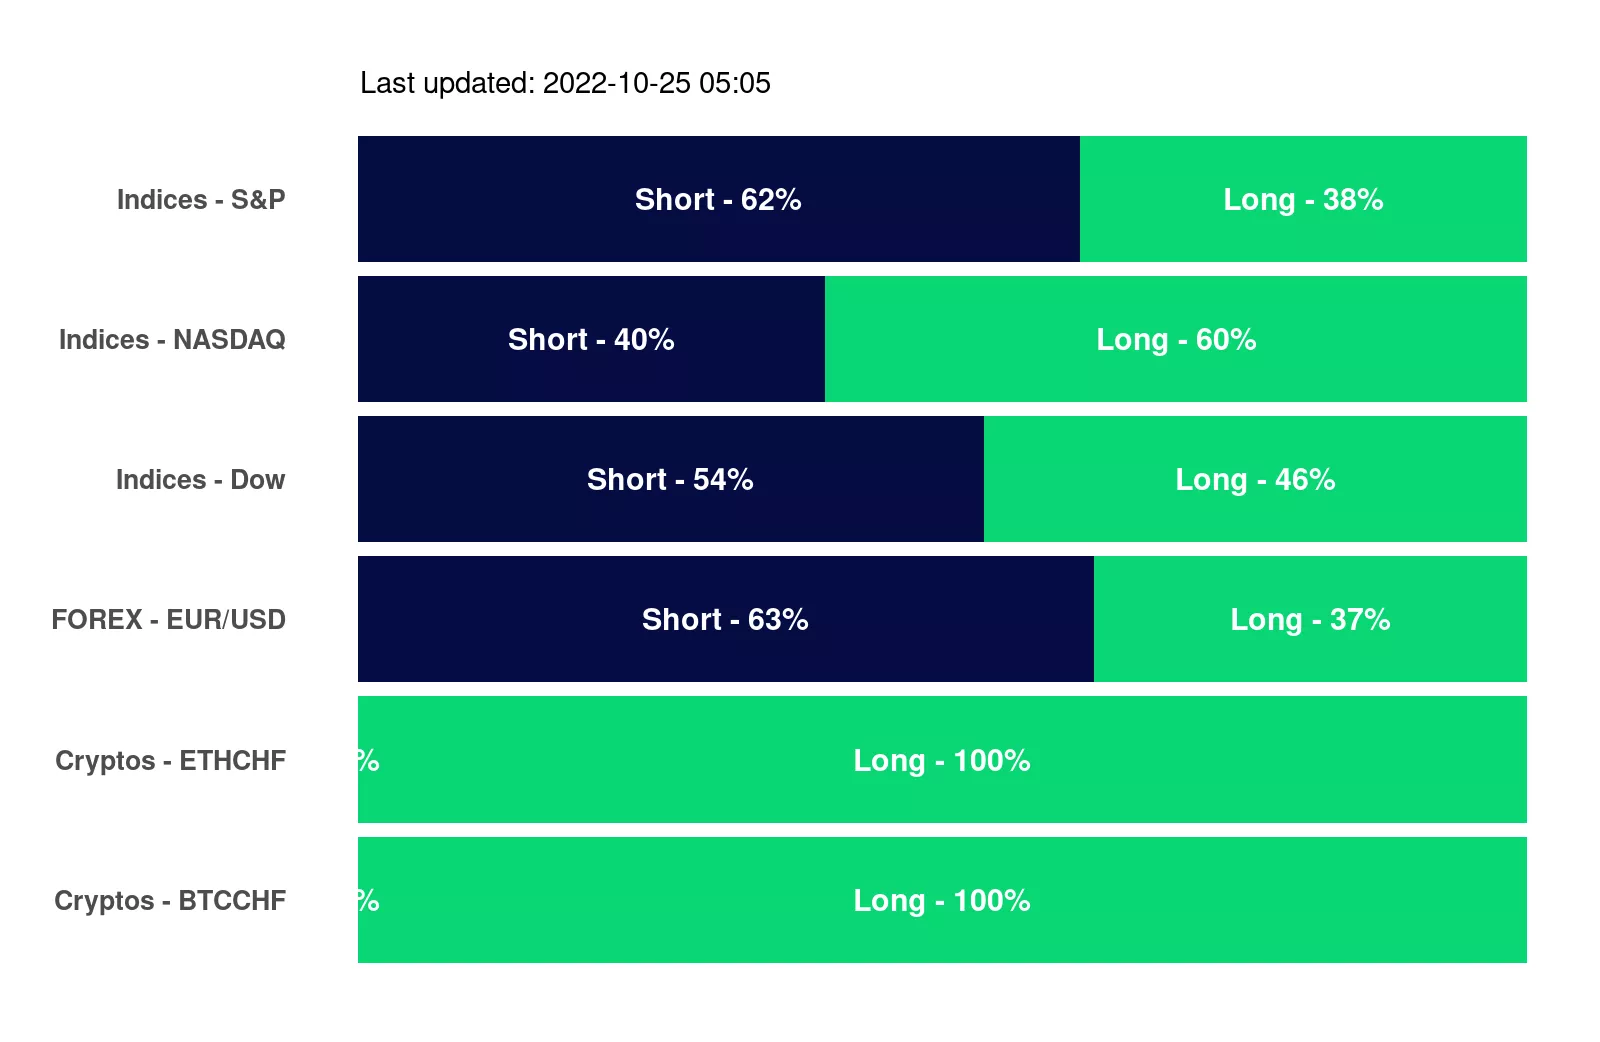 Last updated: 2022-10-25 05:05
Indices - S&P Short - 62% Long - 38%
Indices - NASDAQ Short - 40% Long - 60%
Indices - Dow Short - 54% Long - 46%
FOREX - EUR/USD Short - 63% Long - 37%
Cryptos - ETHCHF % Long - 100%
Cryptos - BTCCHF % Long - 100%